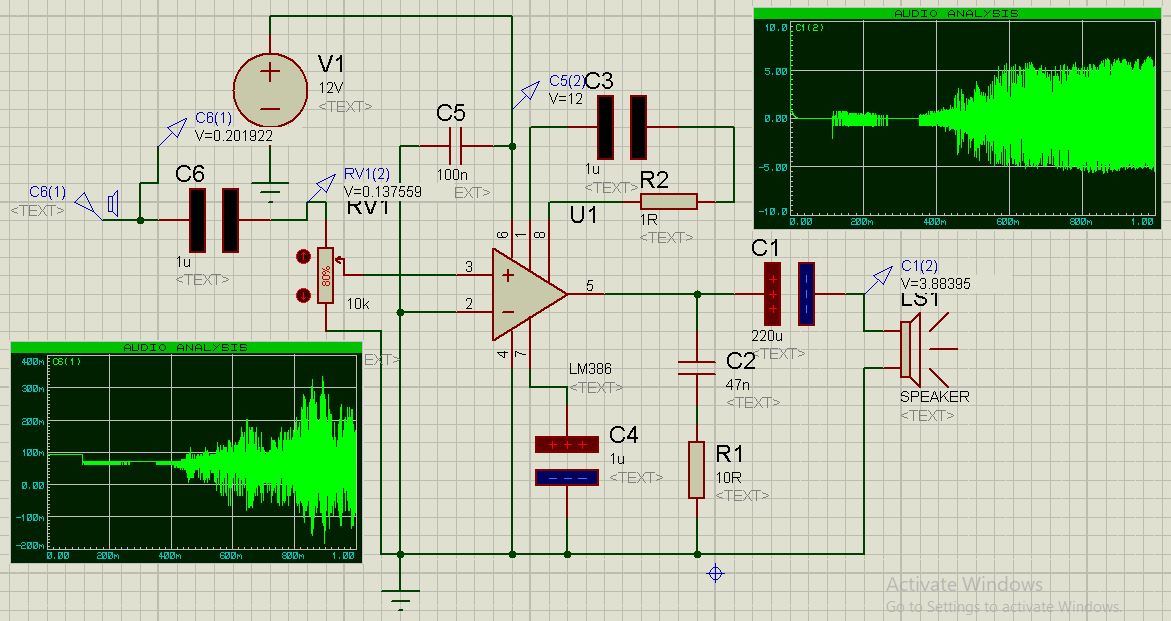 AUDIO ANALYSIS
C1(2)
10.0
5.00
0.00
-5.00
-10.0
0.00
200m
400m
600m
800m
1.00
V1
12V
<TEXT>
C6(1)
V=0.201922
C6(1)
<TEXT>
C6
1u
<TEXT>
RV1(2)
V=0.137559
RV1
80%
10k
EXT>
C5
100n
EXT>
C5(2)
V=12
C3
1u
<TEXT>
R2
1R
<TEXT>
U1
6
1
8
3
2
5
4
7
LM386
<TEXT>
C1
220u
<TEXT>
C1(2)
V=3.88395
LS1
SPEAKER
<TEXT>
C2
47n
<TEXT>
C4
1u
<TEXT>
R1
10R
<TEXT>
AUDIO ANALYSIS
C6(1)
400m
300m
200m
100m
0.00
-100m
-200m
0.00
200m
400m
600m
800m
1.00
Activate Windows
Go to Settings to activate Windows.